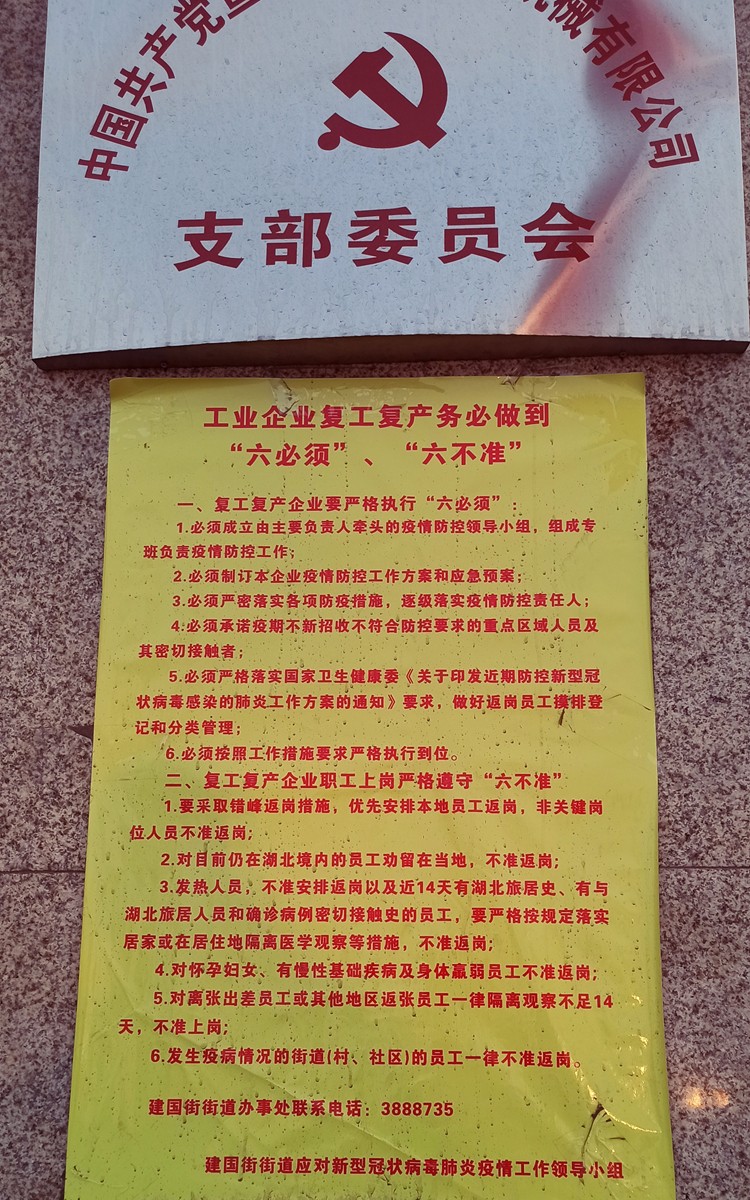 中国共产党
机械有限公司
支部委员会
工业企业复工复产务必做到
“六必须”、“六不准”
一、复工复产企业要严格执行“六必须”：
1.必须成立由主要负责人牵头的疫情防控领导小组，组成专
班负责疫情防控工作；
2.必须制订本企业疫情防控工作方案和应急预案；
3.必须严密落实各项防疫措施，逐级落实疫情防控责任人；
4.必须承诺疫期不新招收不符合防控要求的重点区域人员及
其密切接触者；
5.必须严格落实国家卫生健康委《关于印发近期防控新型冠
状病毒感染的肺炎工作方案的通知》要求，做好返岗员工摸排登
记和分类管理；
6.必须按照工作措施要求严格执行到位。
二、复工复产企业职工上岗严格遵守“六不准”
1.要采取错峰返岗措施，优先安排本地员工返岗，非关键岗
位人员不准返岗；
2.对目前仍在湖北境内的员工劝留在当地，不准返岗；
3.发热人员，不准安排返岗以及近14天有湖北旅居史、有与
湖北旅居人员和确诊病例密切接触史的员工，要严格按规定落实
居家或在居住地隔离医学观察等措施，不准返岗；
4.对怀孕妇女、有慢性基础疾病及身体羸弱员工不准返岗；
5.对离张出差员工或其他地区返张员工一律隔离观察不足14
天，不准上岗；
6.发生疫病情况的街道(村、社区)的员工一律不准返岗。
建国街街道办事处联系电话：3888735
建国街街道应对新型冠状病毒肺炎疫情工作领导小组